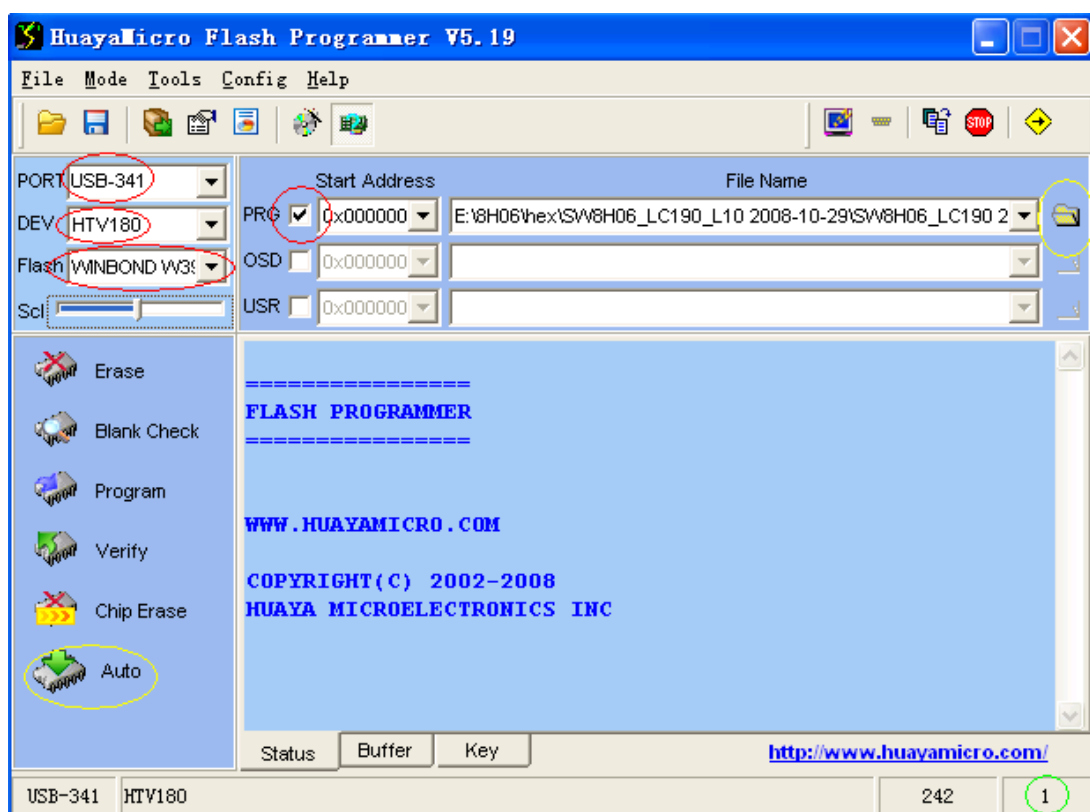 HuayaMicro Flash Programmer V5.19
File Mode Tools Config Help
STOP
PORT USB-341
DEV HTV180
Flash WINBOND W39
Scl
Start Address File Name
PRG 0x000000 E:\8H06\hex\SW8H06_LC190_L10 2008-10-29\SW8H06_LC190 2
OSD 0x000000
USR 0x000000
Erase
Blank Check
Program
Verify
Chip Erase
Auto
================
FLASH PROGRAMMER
================
WWW.HUAYAMICRO.COM
COPYRIGHT(C) 2002-2008
HUAYA MICROELECTRONICS INC
Status Buffer Key http://www.huayamicro.com/
USB-341 HTV180 242 1